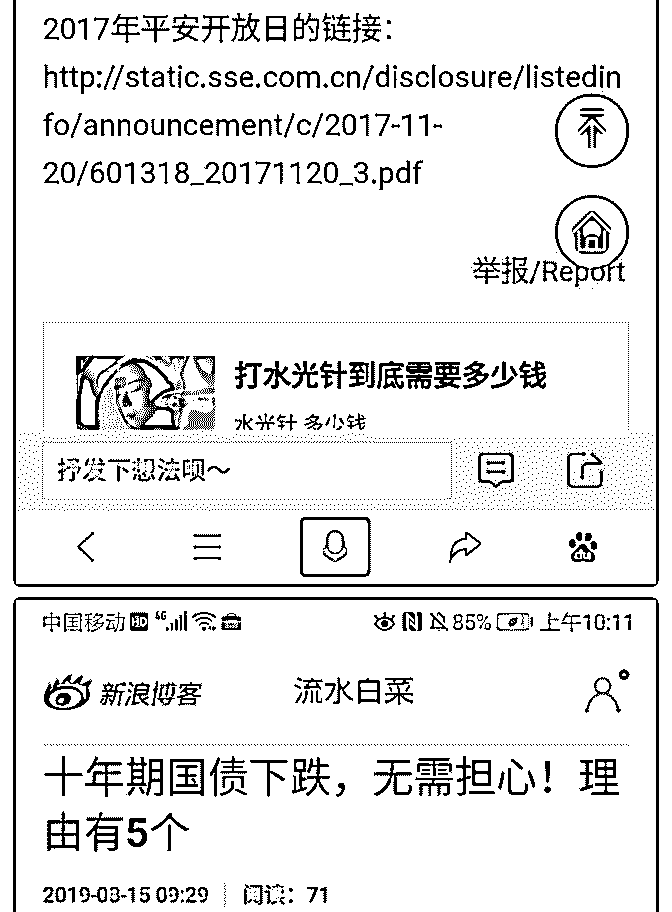 2017年平安开放日的链接：
http://static.sse.com.cn/disclosure/listedin
fo/announcement/c/2017-11-
20/601318_20171120_3.pdf
举报/Report
打水光针到底需要多少钱
水光针 多少钱
抒发下想法呗～
du
中国移动 HD 4G 85% 上午10:11
新浪博客 流水白菜
十年期国债下跌，无需担心！理
由有5个
2019-08-15 09:29 阅读：71